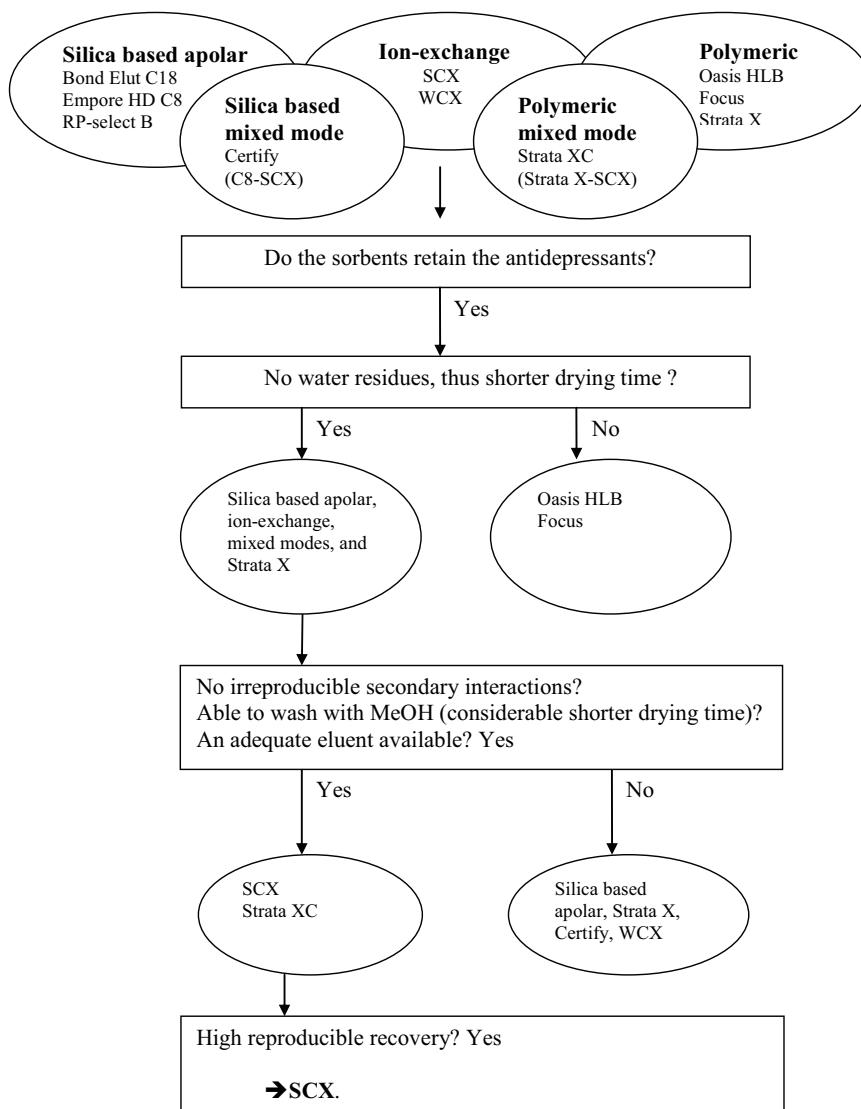 Silica based apolar
Bond Elut C18
Empore HD C8
RP-select B
Ion-exchange
SCX
WCX
Polymeric
Oasis HLB
Focus
Strata X
Silica based
mixed mode
Certify
(C8-SCX)
Polymeric
mixed mode
Strata XC
(Strata X-SCX)
Do the sorbents retain the antidepressants?
Yes
No water residues, thus shorter drying time ?
Yes
No
Silica based apolar,
ion-exchange,
mixed modes, and
Strata X
Oasis HLB
Focus
No irreproducible secondary interactions?
Able to wash with MeOH (considerable shorter drying time)?
An adequate eluent available? Yes
Yes
No
SCX
Strata XC
Silica based
apolar, Strata X,
Certify, WCX
High reproducible recovery? Yes
➔SCX.